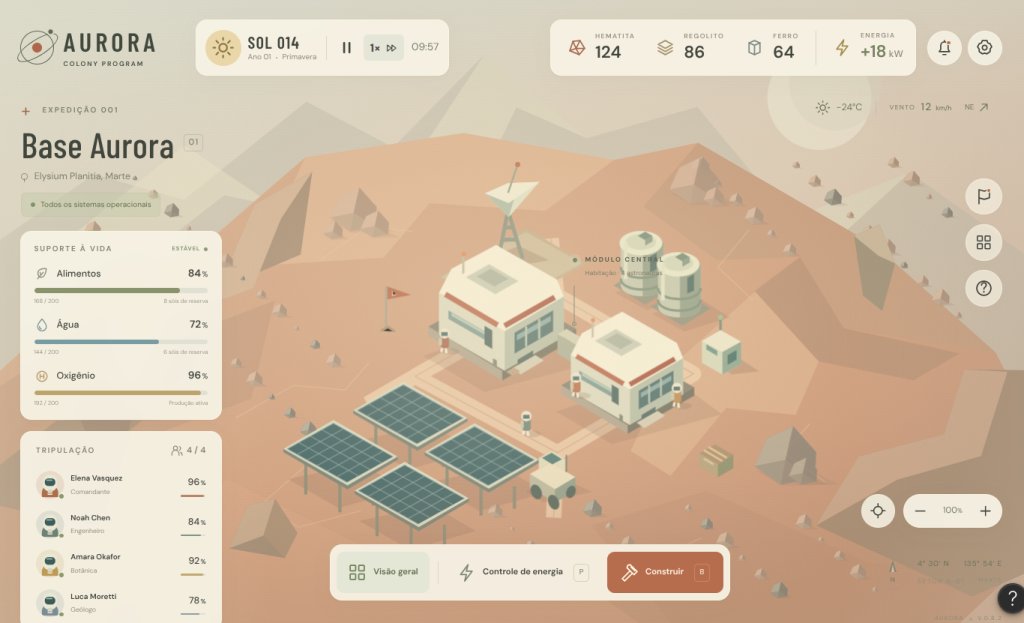 AURORA
COLONY PROGRAM
SOL 014
Ano 01 • Primavera
1×
09:57
HEMATITA
124
REGOLITO
86
FERRO
64
ENERGIA
+18 kW
EXPEDIÇÃO 001
Base Aurora 01
Elysium Planitia, Marte
Todos os sistemas operacionais
-24°C
VENTO 12 km/h NE
SUPORTE À VIDA ESTÁVEL
Alimentos 84%
168 / 200 8 sóis de reserva
Água 72%
144 / 200 6 sóis de reserva
Oxigênio 96%
192 / 200 Produção ativa
TRIPULAÇÃO 4 / 4
Elena Vasquez
Comandante
96%
Noah Chen
Engenheiro
84%
Amara Okafor
Botânica
92%
Luca Moretti
Geólogo
78%
MÓDULO CENTRAL
Habitação 4 astronautas
100%
Visão geral
Controle de energia P
Construir B
N
4° 30' N 135° 54' E
?